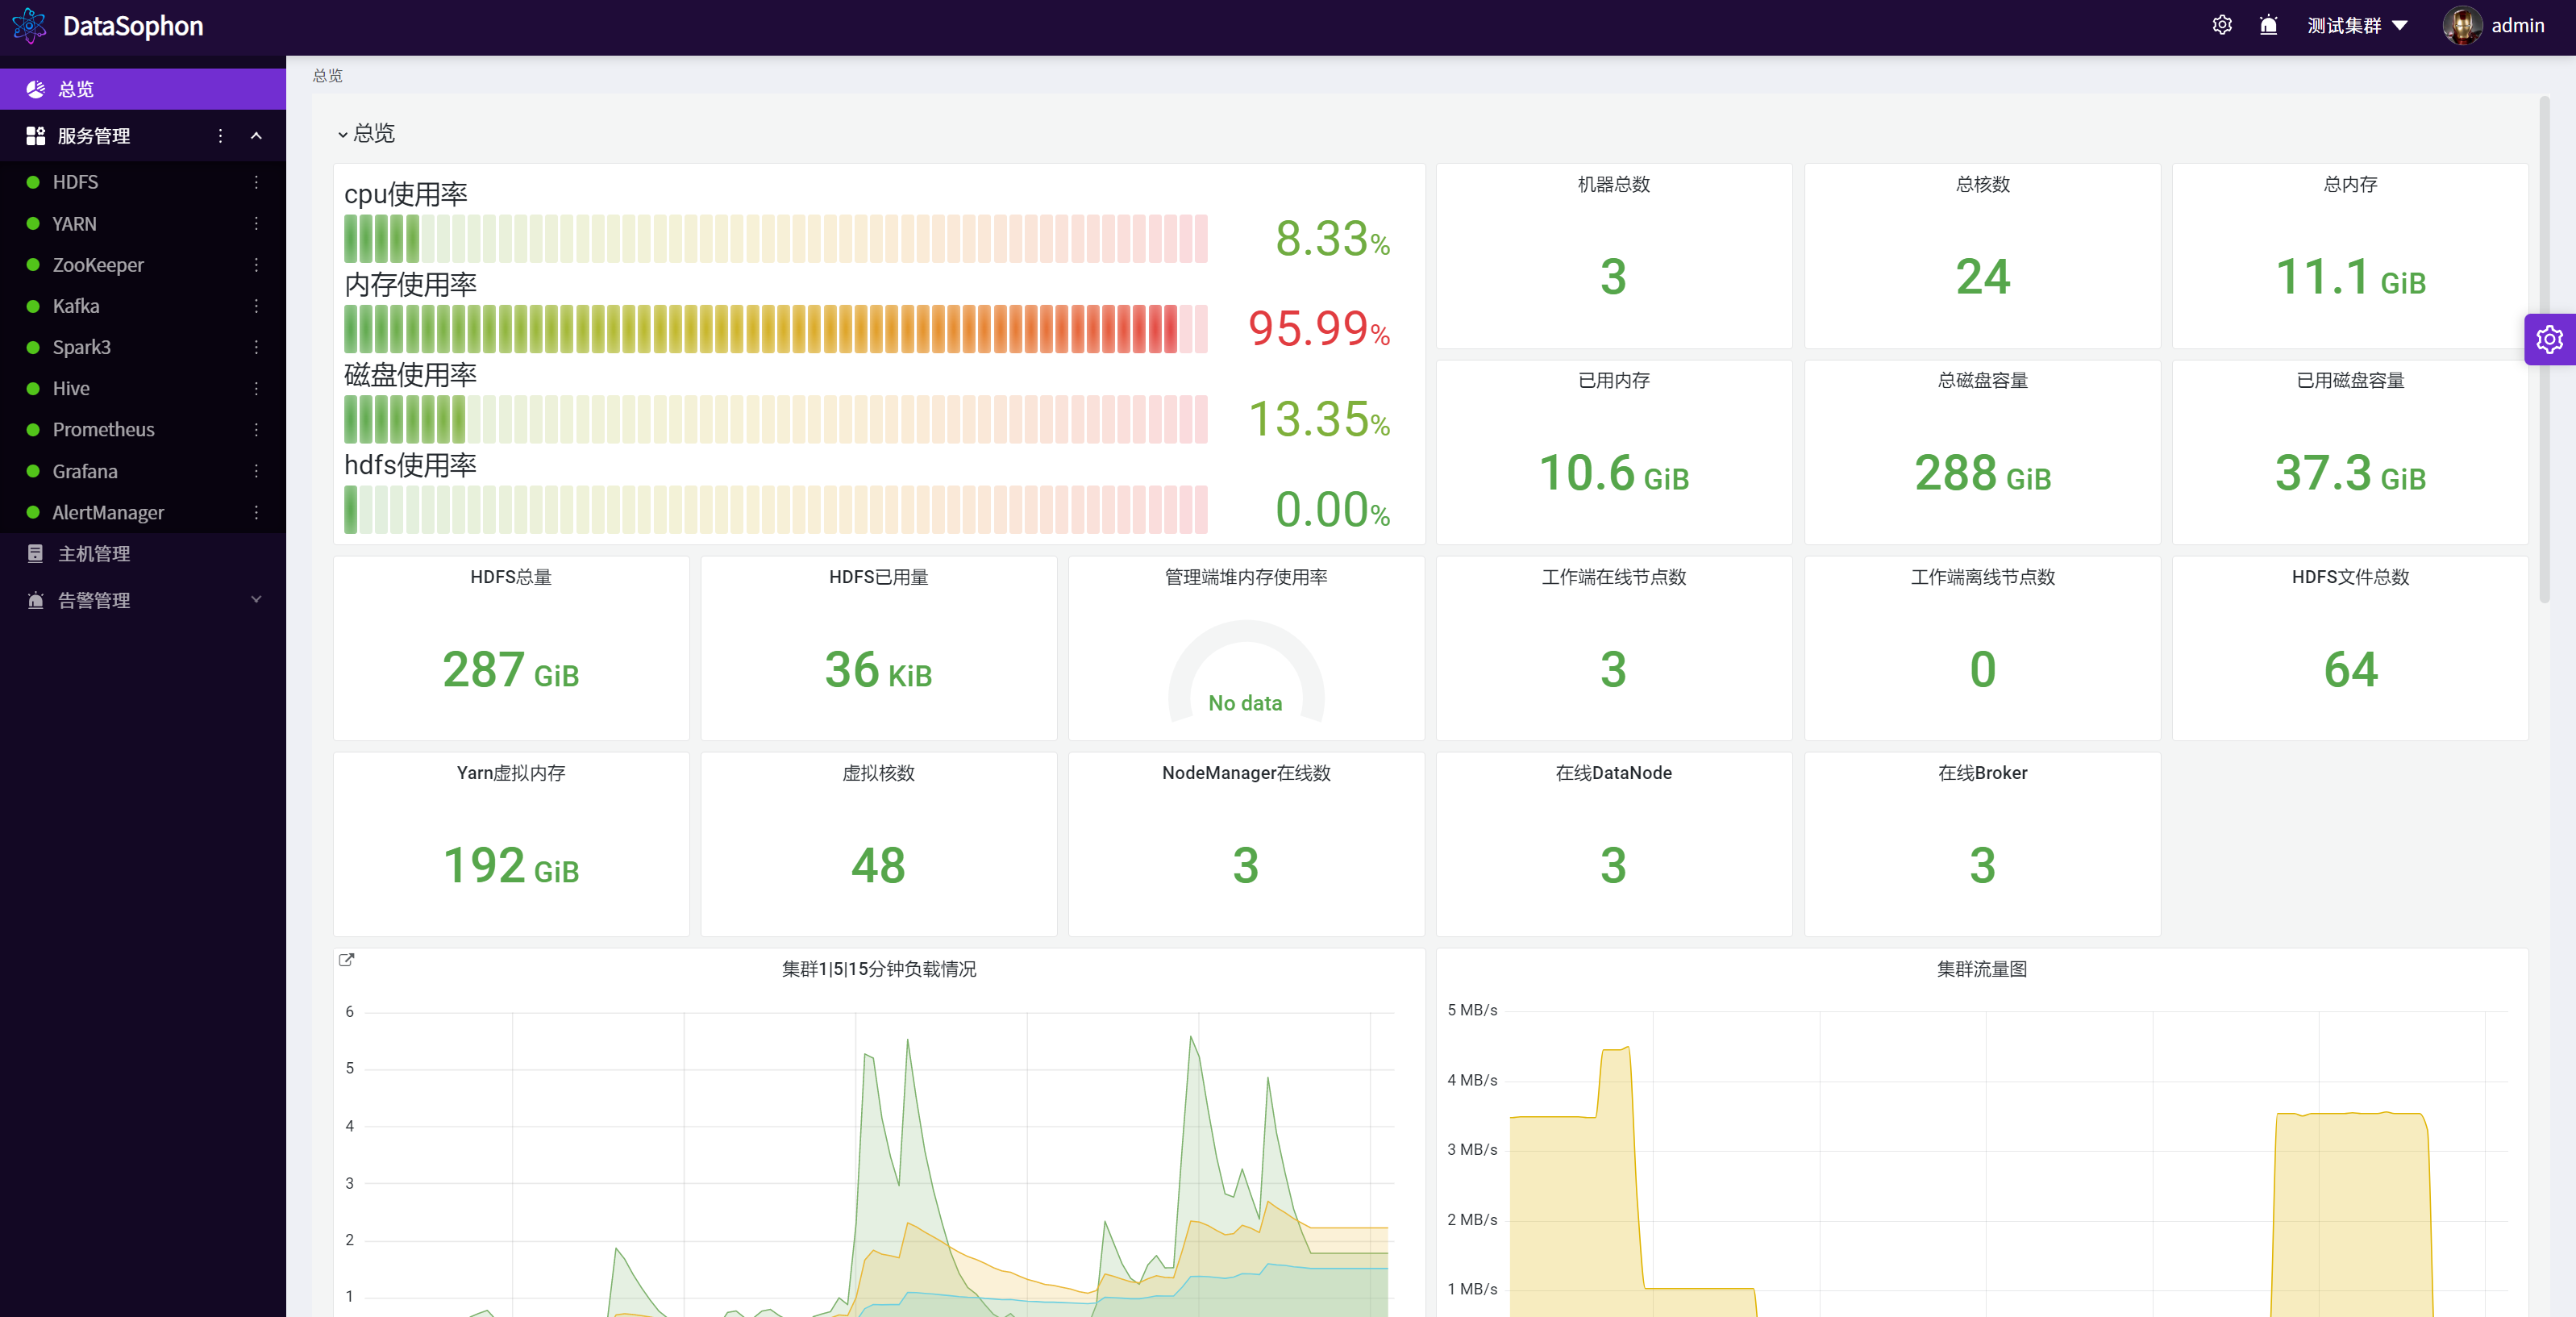 DataSophon
测试集群
admin
总览
服务管理
HDFS
YARN
ZooKeeper
Kafka
Spark3
Hive
Prometheus
Grafana
AlertManager
主机管理
告警管理
总览
总览
cpu使用率
8.33%
内存使用率
95.99%
磁盘使用率
13.35%
hdfs使用率
0.00%
机器总数
3
总核数
24
总内存
11.1 GiB
已用内存
10.6 GiB
总磁盘容量
288 GiB
已用磁盘容量
37.3 GiB
HDFS总量
287 GiB
HDFS已用量
36 KiB
管理端堆内存使用率
No data
工作端在线节点数
3
工作端离线节点数
0
HDFS文件总数
64
Yarn虚拟内存
192 GiB
虚拟核数
48
NodeManager在线数
3
在线DataNode
3
在线Broker
3
集群1|5|15分钟负载情况
6
5
4
3
2
1
集群流量图
5 MB/s
4 MB/s
3 MB/s
2 MB/s
1 MB/s